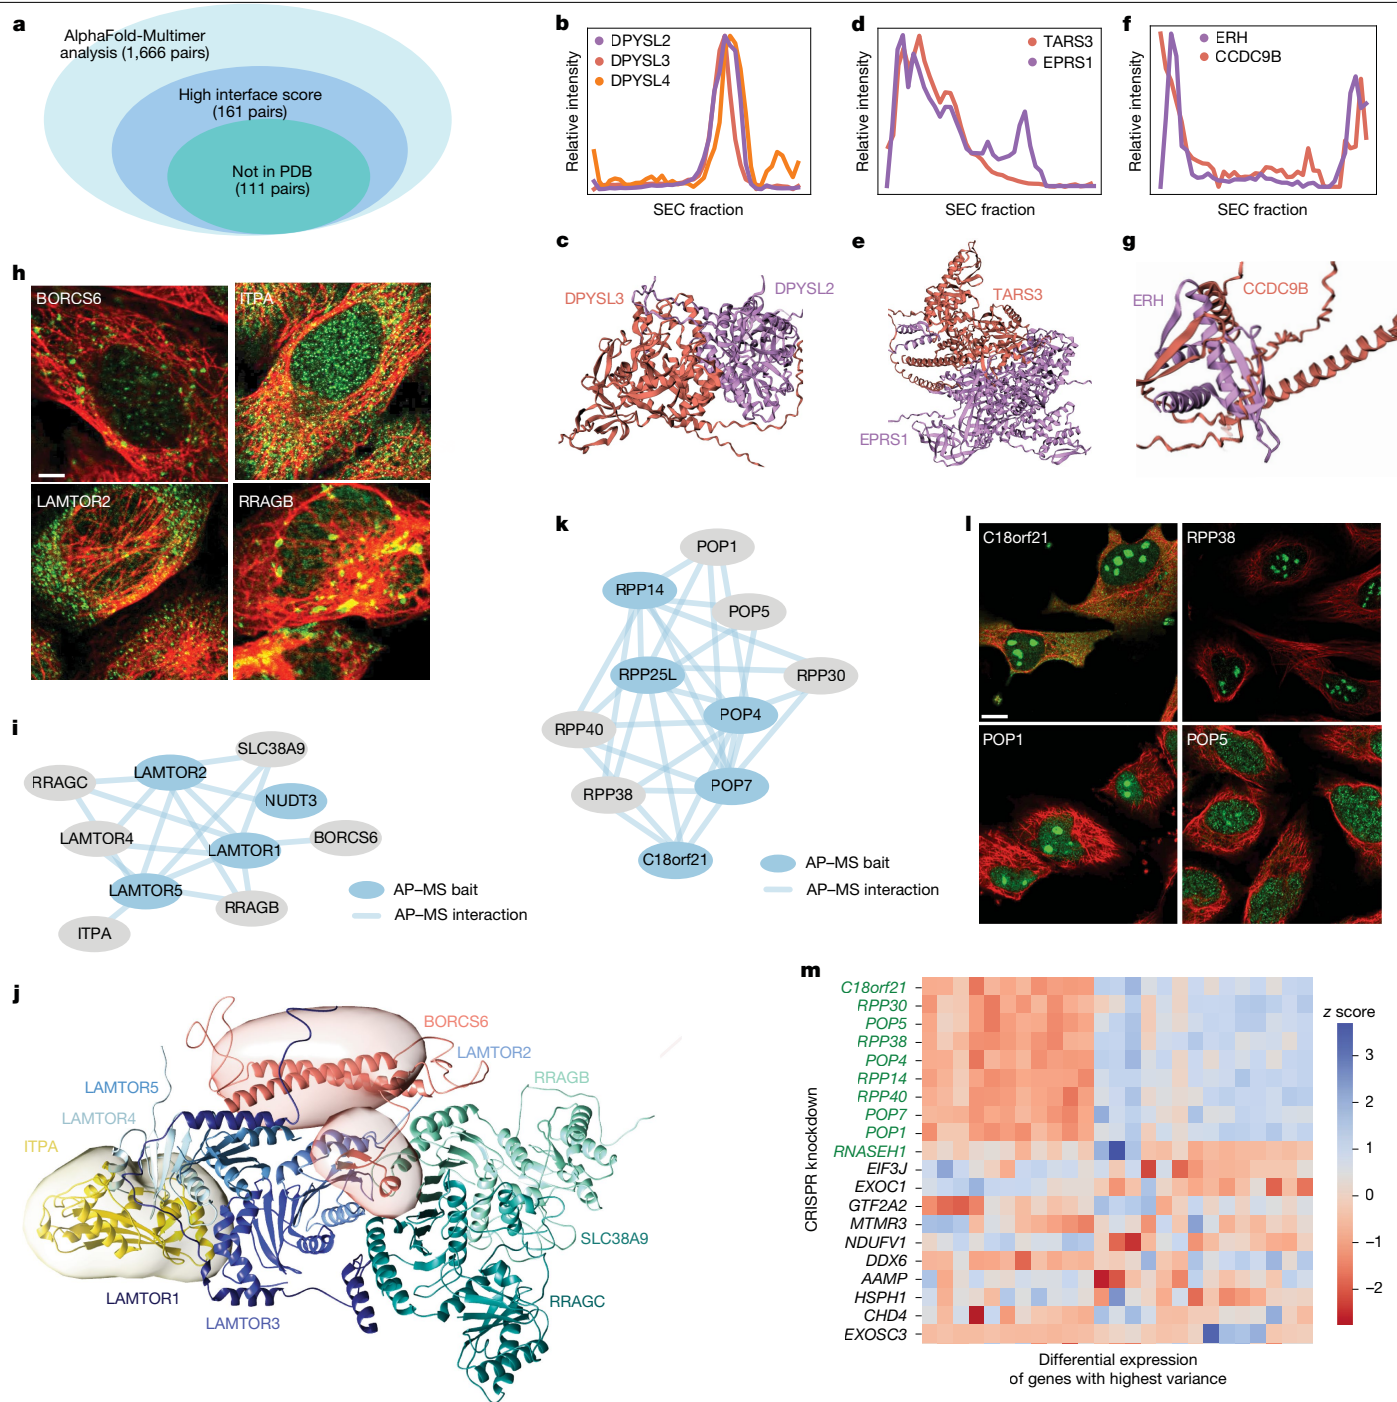 a
AlphaFold-Multimer
analysis (1,666 pairs)
High interface score
(161 pairs)
Not in PDB
(111 pairs)
b
DPYSL2
DPYSL3
DPYSL4
Relative intensity
SEC fraction
d
TARS3
EPRS1
Relative intensity
SEC fraction
f
ERH
CCDC9B
Relative intensity
SEC fraction
c
DPYSL3
DPYSL2
e
TARS3
EPRS1
g
ERH
CCDC9B
h
BORCS6
ITPA
LAMTOR2
RRAGB
i
SLC38A9
LAMTOR2
RRAGC
NUDT3
LAMTOR4
LAMTOR1
BORCS6
LAMTOR5
RRAGB
ITPA
AP–MS bait
AP–MS interaction
k
POP1
RPP14
POP5
RPP25L
RPP30
POP4
RPP40
POP7
RPP38
C18orf21
AP–MS bait
AP–MS interaction
l
C18orf21
RPP38
POP1
POP5
j
BORCS6
LAMTOR2
LAMTOR5
RRAGB
LAMTOR4
ITPA
SLC38A9
LAMTOR1
RRAGC
LAMTOR3
m
CRISPR knockdown
C18orf21
RPP30
POP5
RPP38
POP4
RPP14
RPP40
POP7
POP1
RNASEH1
EIF3J
EXOC1
GTF2A2
MTMR3
NDUFV1
DDX6
AAMP
HSPH1
CHD4
EXOSC3
z score
3
2
1
0
−1
−2
Differential expression
of genes with highest variance